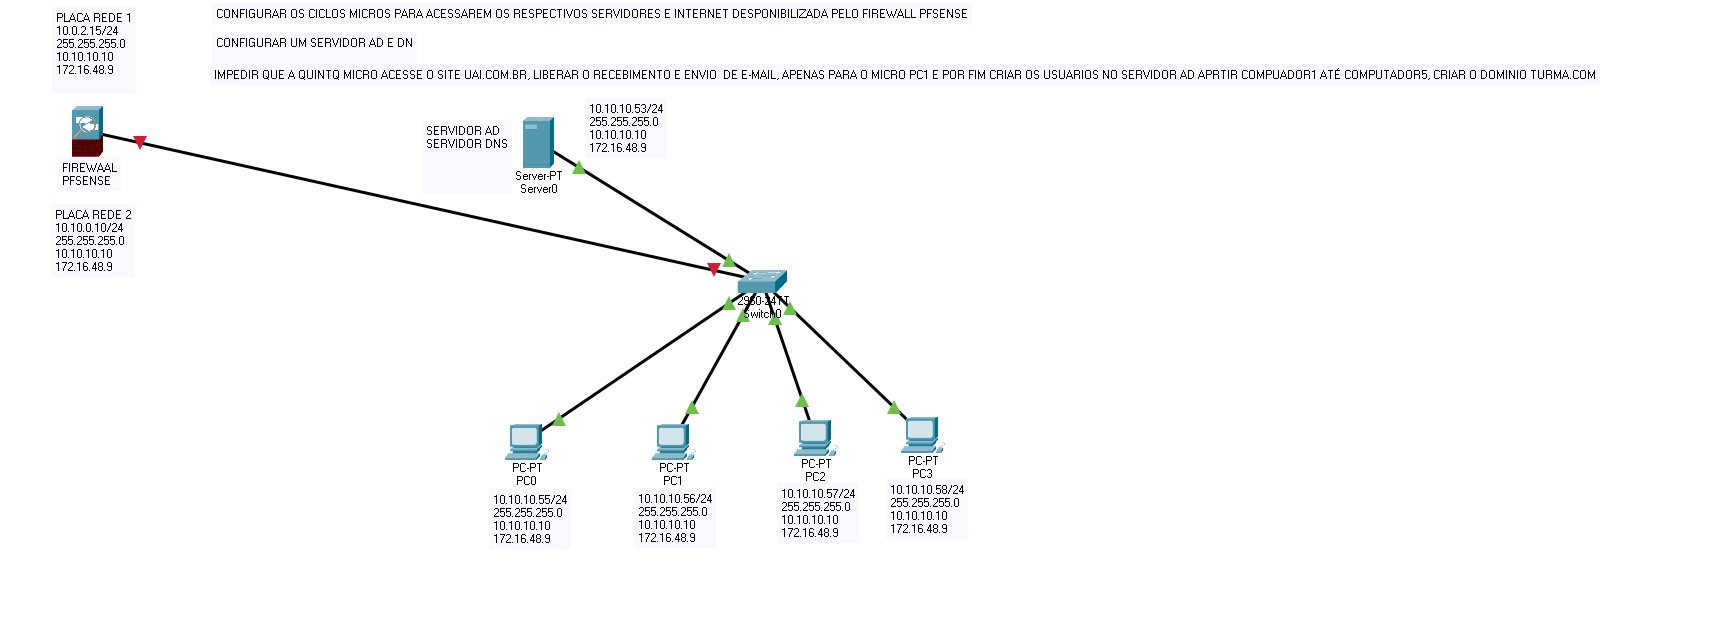 PLACA REDE 1
10.0.2.15/24
255.255.255.0
10.10.10.10
172.16.48.9
CONFIGURAR OS CICLOS MICROS PARA ACESSAREM OS RESPECTIVOS SERVIDORES E INTERNET DESPONIBILIZADA PELO FIREWALL PFSENSE
CONFIGURAR UM SERVIDOR AD E DN
IMPEDIR QUE A QUINTQ MICRO ACESSE O SITE UAI.COM.BR, LIBERAR O RECEBIMENTO E ENVIO DE E-MAIL, APENAS PARA O MICRO PC1 E POR FIM CRIAR OS USUARIOS NO SERVIDOR AD APRTIR COMPUADOR1 ATÉ COMPUTADOR5, CRIAR O DOMINIO TURMA.COM
FIREWAAL
PFSENSE
SERVIDOR AD
SERVIDOR DNS
10.10.10.53/24
255.255.255.0
10.10.10.10
172.16.48.9
Server-PT
Server0
PLACA REDE 2
10.10.0.10/24
255.255.255.0
10.10.10.10
172.16.48.9
2960-24TT
Switch0
PC-PT
PC0
10.10.10.55/24
255.255.255.0
10.10.10.10
172.16.48.9
PC-PT
PC1
10.10.10.56/24
255.255.255.0
10.10.10.10
172.16.48.9
PC-PT
PC2
10.10.10.57/24
255.255.255.0
10.10.10.10
172.16.48.9
PC-PT
PC3
10.10.10.58/24
255.255.255.0
10.10.10.10
172.16.48.9